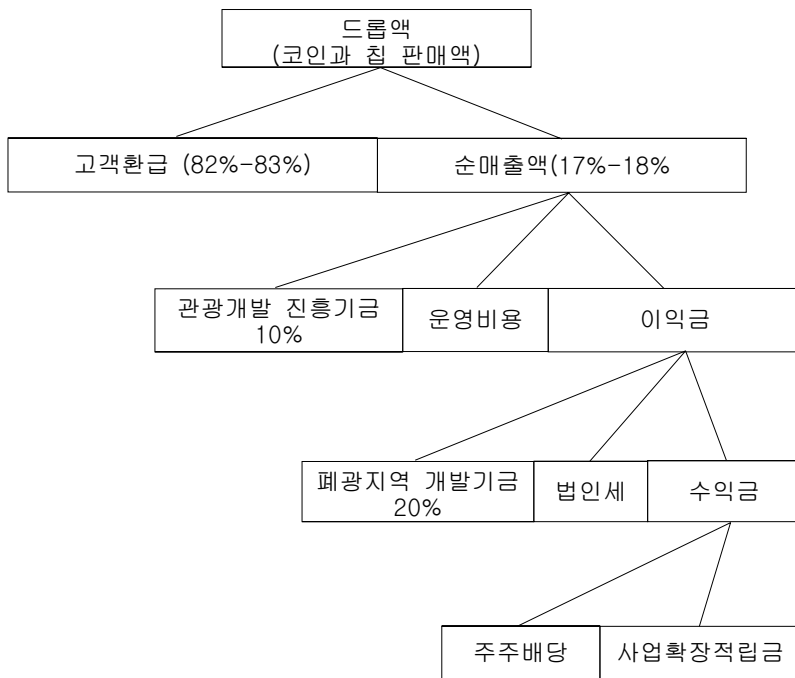 드롭액
(코인과 칩 판매액)
고객환급 (82%-83%)
순매출액(17%-18%
관광개발 진흥기금
10%
운영비용
이익금
폐광지역 개발기금
20%
법인세
수익금
주주배당
사업확장적립금